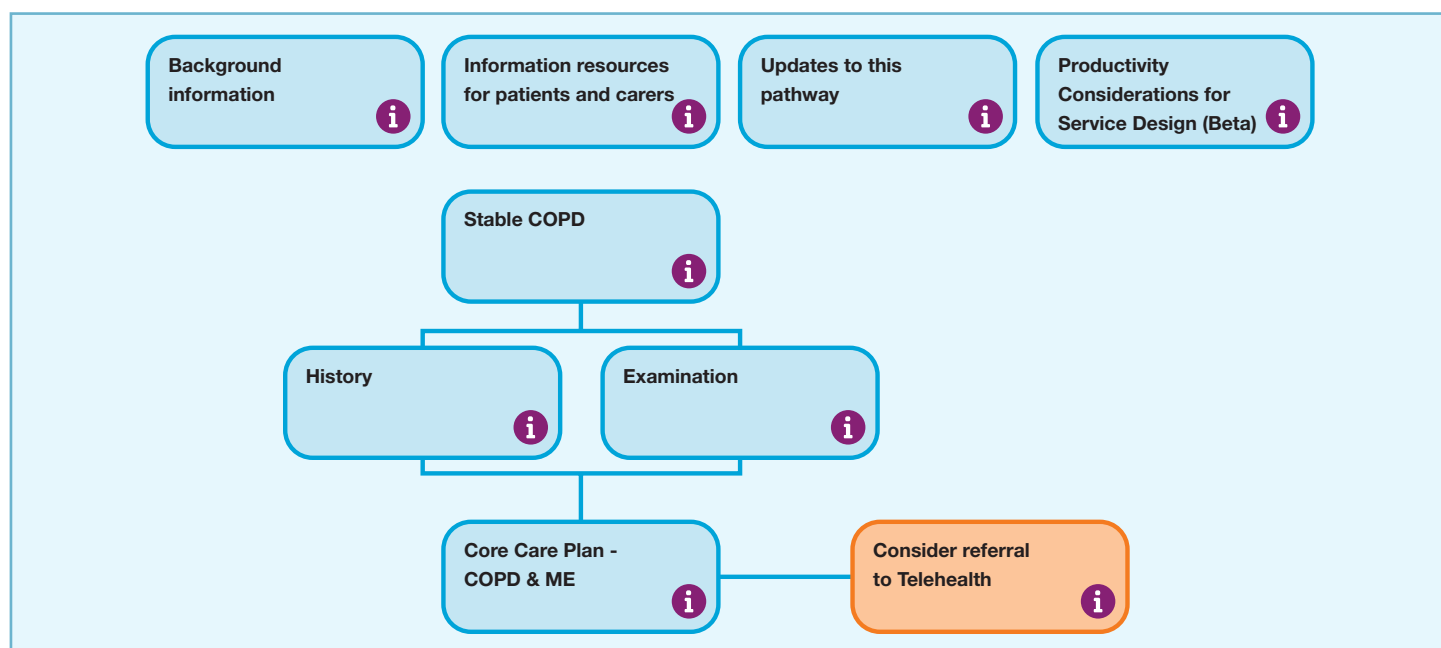 Background
information
Information resources
for patients and carers
Updates to this
pathway
Productivity
Considerations for
Service Design (Beta)
Stable COPD
History
Examination
Core Care Plan -
COPD & ME
Consider referral
to Telehealth